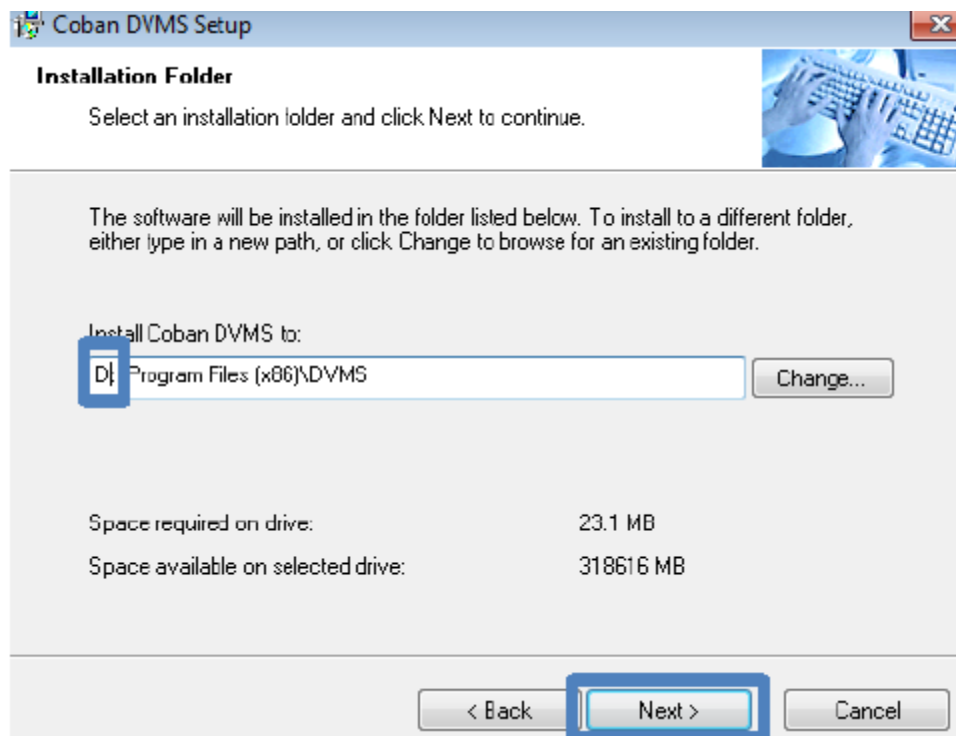 Coban DVMS Setup
Installation Folder
Select an installation folder and click Next to continue.
The software will be installed in the folder listed below. To install to a different folder,
either type in a new path, or click Change to browse for an existing folder.
Install Coban DVMS to:
D:\Program Files (x86)\DVMS
Change...
Space required on drive: 23.1 MB
Space available on selected drive: 318616 MB
< Back Next > Cancel